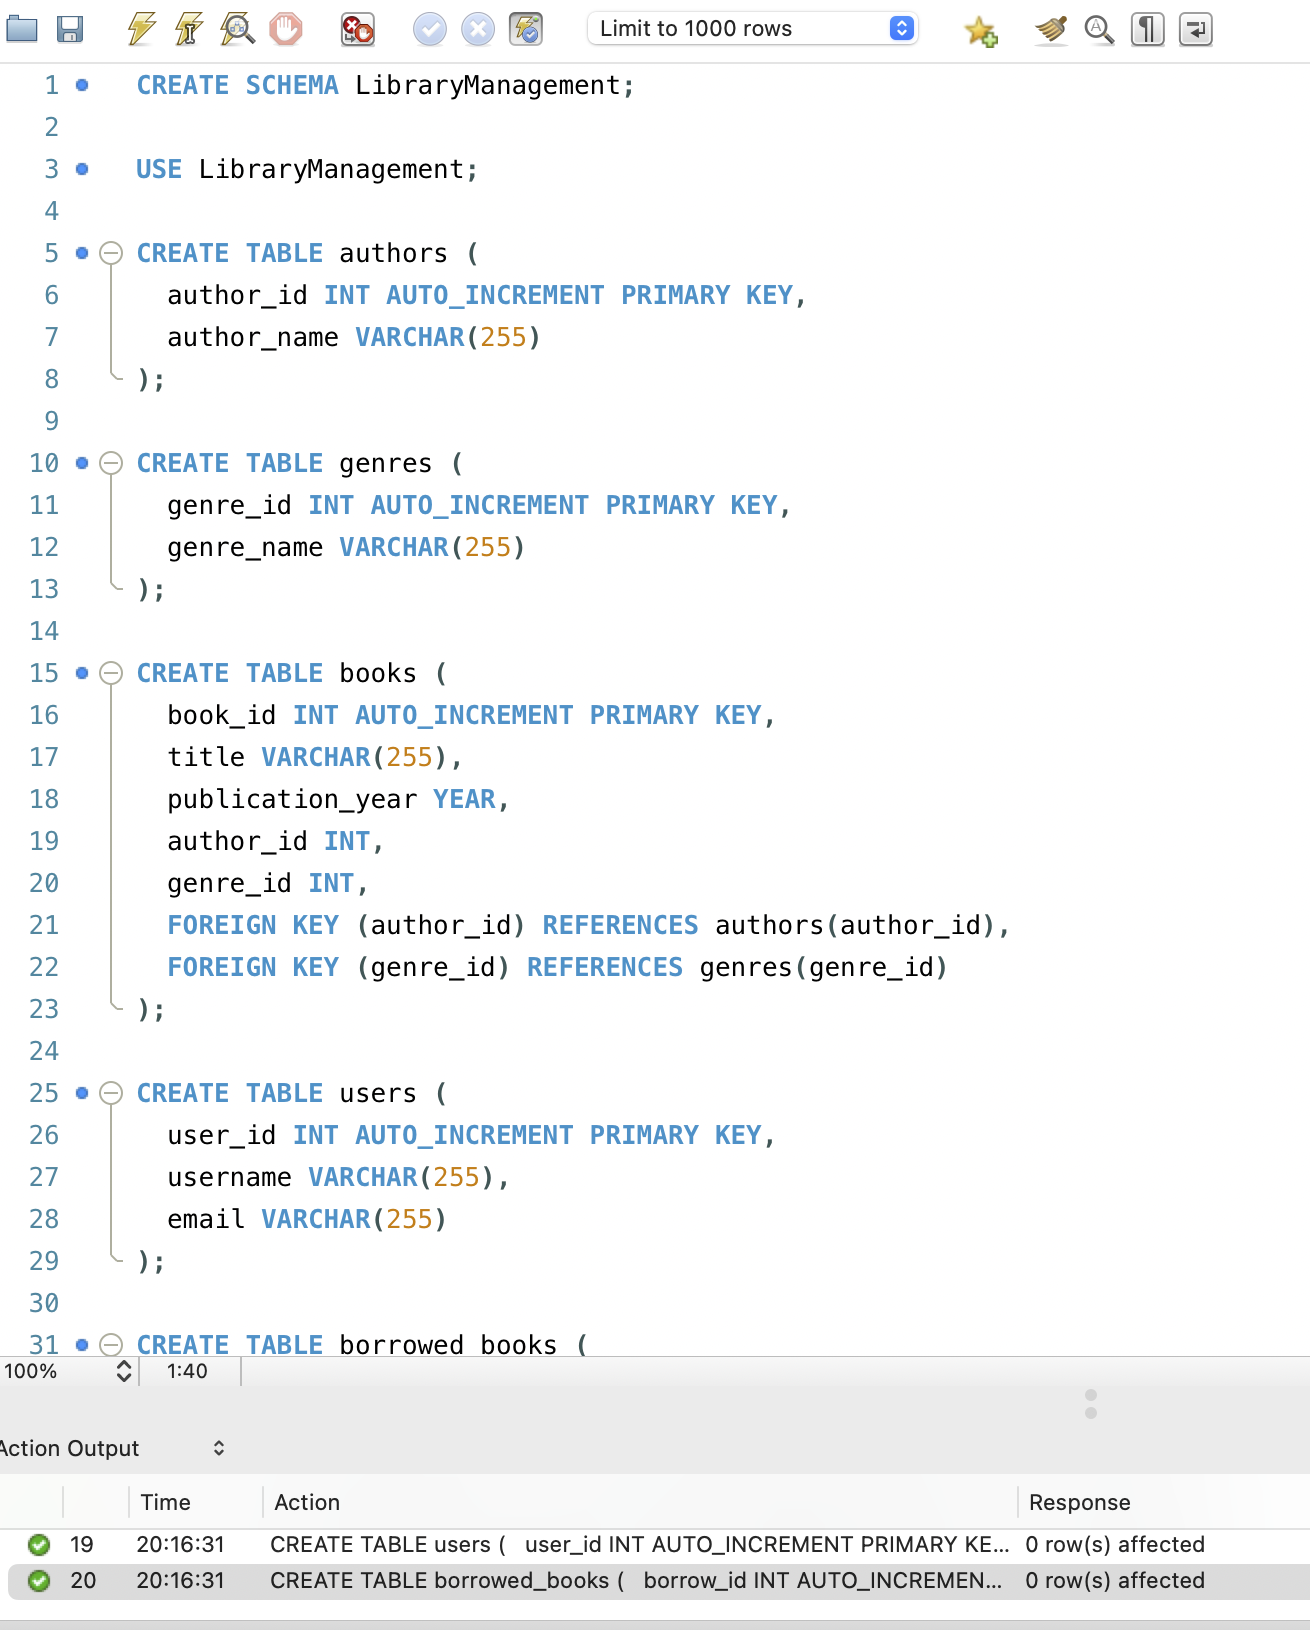 Limit to 1000 rows
1 CREATE SCHEMA LibraryManagement;
2
3 USE LibraryManagement;
4
5 CREATE TABLE authors (
6 author_id INT AUTO_INCREMENT PRIMARY KEY,
7 author_name VARCHAR(255)
8 );
9
10 CREATE TABLE genres (
11 genre_id INT AUTO_INCREMENT PRIMARY KEY,
12 genre_name VARCHAR(255)
13 );
14
15 CREATE TABLE books (
16 book_id INT AUTO_INCREMENT PRIMARY KEY,
17 title VARCHAR(255),
18 publication_year YEAR,
19 author_id INT,
20 genre_id INT,
21 FOREIGN KEY (author_id) REFERENCES authors(author_id),
22 FOREIGN KEY (genre_id) REFERENCES genres(genre_id)
23 );
24
25 CREATE TABLE users (
26 user_id INT AUTO_INCREMENT PRIMARY KEY,
27 username VARCHAR(255),
28 email VARCHAR(255)
29 );
30
31 CREATE TABLE borrowed_books (
100% 1:40
Action Output
Time Action Response
19 20:16:31 CREATE TABLE users ( user_id INT AUTO_INCREMENT PRIMARY KE... 0 row(s) affected
20 20:16:31 CREATE TABLE borrowed_books ( borrow_id INT AUTO_INCREMEN... 0 row(s) affected